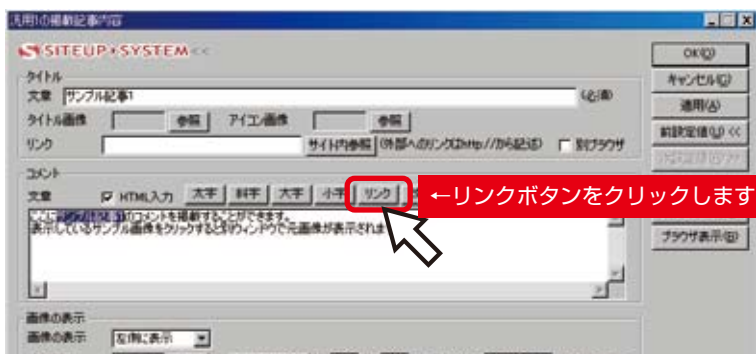 汎用1の掲載記事内容
SITEUP+SYSTEM<<
OK(O)
タイトル
キャンセル(C)
文章 サンプル記事1 (必須)
適用(A)
タイトル画像 参照 アイコン画像 参照
前設定値(U) <<
リンク サイト内参照 (外部へのリンクはhttp://から記述) 別ブラウザ
コメント
文章 HTML入力 太字 斜字 大字 小字 リンク ←リンクボタンをクリックします
のコメントを掲載することができます。
表示しているサンプル画像をクリックすると別ウィンドウで元画像が表示されま
ブラウザ表示(B)
画像の表示
画像の表示 左側に表示